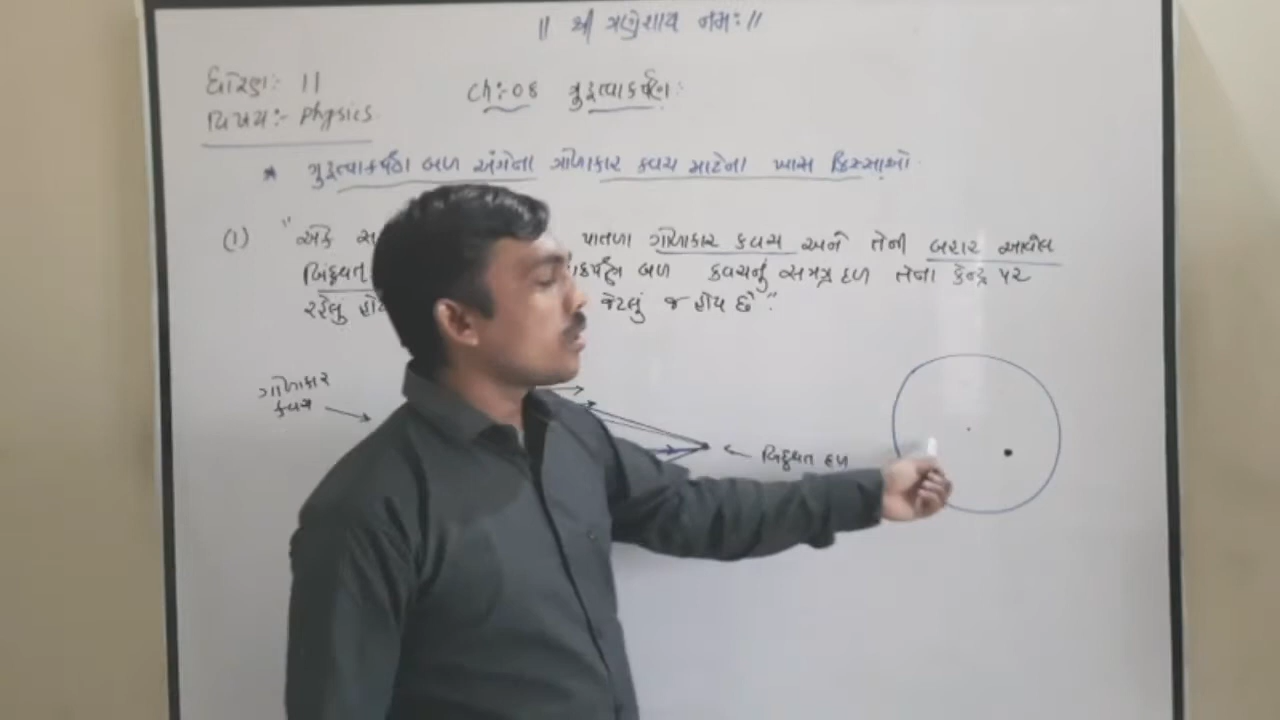 ॥ શ્રી ગણેશાય નમઃ ॥
ધોરણ:- 11
વિષય:- Physics
Ch:-08 ગુરુત્વાકર્ષણ:
* ગુરુત્વાકર્ષણ બળ અંગેના ગોળાકાર કવચ માટેના ખાસ કિસ્સાઓ.
(1) "એક પાતળા ગોળાકાર કવચ અને તેની બહાર આવેલ
બિંદુવત બળ કવચનું સમગ્ર દળ તેના કેન્દ્ર પર
રહેલું જેટલું જ હોય છે"
ગોળાકાર
કવચ
બિંદુવત દળ